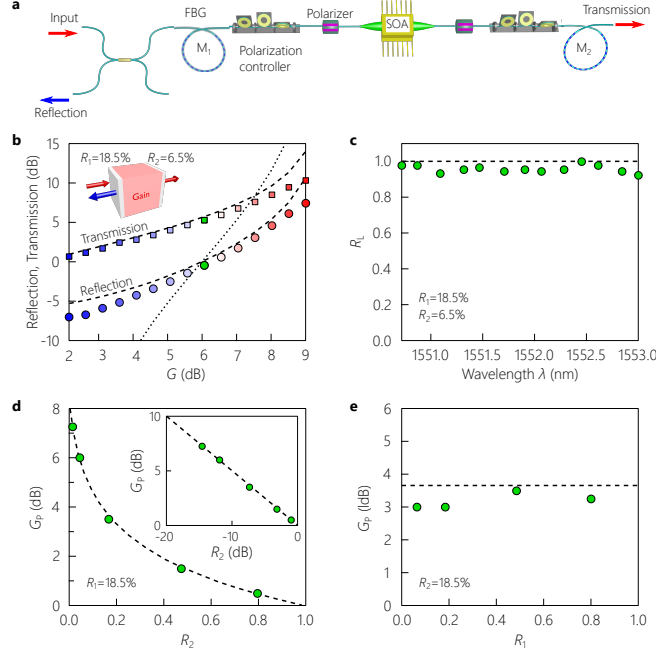 a
Input
Reflection
FBG
M1
Polarization
controller
Polarizer
SOA
M2
Transmission
b
Reflection, Transmission (dB)
15
10
5
0
-5
-10
R1=18.5%
R2=6.5%
Gain
Transmission
Reflection
2 3 4 5 6 7 8 9
G (dB)
c
RL
1.0
0.8
0.6
0.4
0.2
0.0
R1=18.5%
R2=6.5%
1551.0 1551.5 1552.0 1552.5 1553.0
Wavelength λ (nm)
d
GP (dB)
8
6
4
2
0
R1=18.5%
0.0 0.2 0.4 0.6 0.8 1.0
R2
GP (dB)
10
5
0
-20 -10 0
R2 (dB)
e
GP (ldB)
6
5
4
3
2
1
0
R2=18.5%
0.0 0.2 0.4 0.6 0.8 1.0
R1